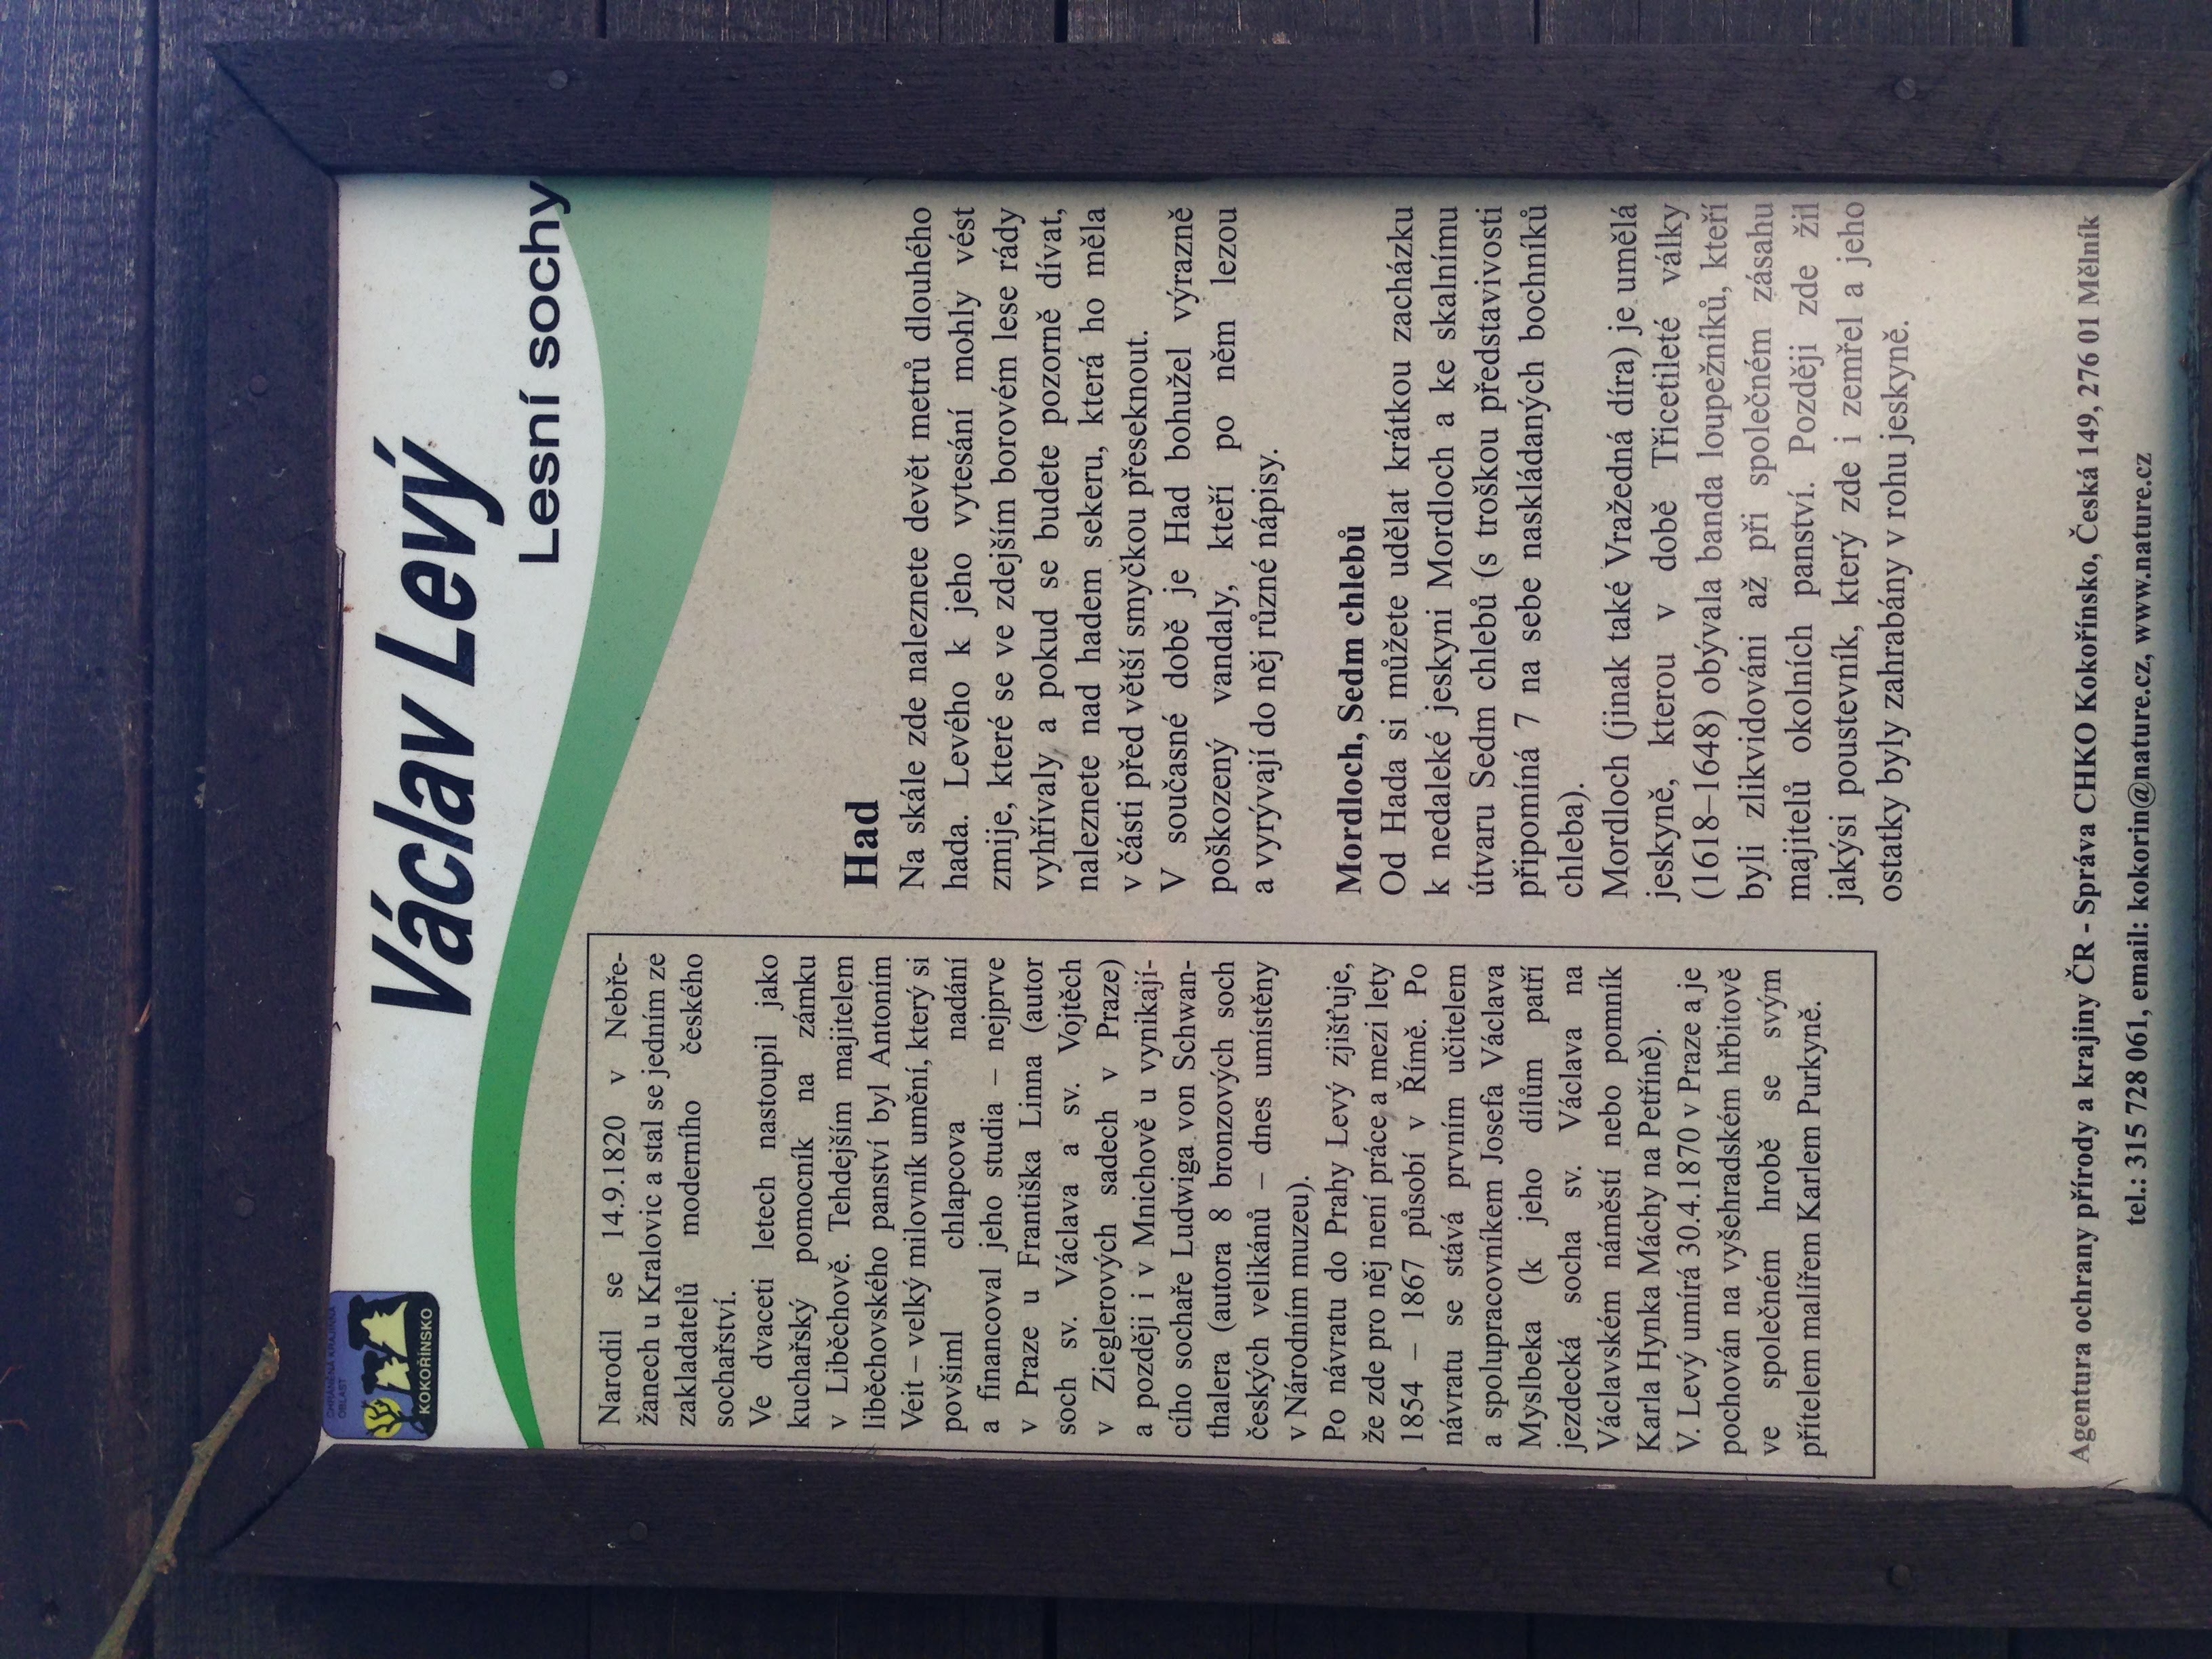 CHRÁNĚNÁ KRAJINNÁ
OBLAST
KOKOŘÍNSKO
Václav Levý
Lesní sochy
Narodil se 14.9.1820 v Nebře-
žanech u Kralovic a stal se jedním ze
zakladatelů moderního českého
sochařství.
Ve dvaceti letech nastoupil jako
kuchařský pomocník na zámku
v Liběchově. Tehdejším majitelem
liběchovského panství byl Antoním
Veit – velký milovník umění, který si
povšiml chlapcova nadání
a financoval jeho studia – nejprve
v Praze u Františka Linna (autor
soch sv. Václava a sv. Vojtěch
v Zieglerových sadech v Praze)
a později i v Mnichově u vynikají-
cího sochaře Ludwiga von Schwan-
thalera (autora 8 bronzových soch
českých velikánů – dnes umístěny
v Národním muzeu).
Po návratu do Prahy Levý zjišťuje,
že zde pro něj není práce a mezi lety
1854 – 1867 působí v Římě. Po
návratu se stává prvním učitelem
a spolupracovníkem Josefa Václava
Myslbeka (k jeho dílům patří
jezdecká socha sv. Václava na
Václavském náměstí nebo pomník
Karla Hynka Máchy na Petříně).
V. Levý umírá 30.4.1870 v Praze a je
pochován na vyšehradském hřbitově
ve společném hrobě se svým
přítelem malířem Karlem Purkyně.
Had
Na skále zde naleznete devět metrů dlouhého
hada. Levého k jeho vytesání mohly vést
zmije, které se ve zdejším borovém lese rády
vyhřívaly a pokud se budete pozorně dívat,
naleznete nad hadem sekeru, která ho měla
v části před větší smyčkou přeseknout.
V současné době je Had bohužel výrazně
poškozený vandaly, kteří po něm lezou
a vyrývají do něj různé nápisy.
Mordloch, Sedm chlebů
Od Hada si můžete udělat krátkou zacházku
k nedaleké jeskyni Mordloch a ke skalnímu
útvaru Sedm chlebů (s troškou představivosti
připomíná 7 na sebe naskládaných bochníků
chleba).
Mordloch (jinak také Vražedná díra) je umělá
jeskyně, kterou v době Třicetileté války
(1618–1648) obývala banda loupežníků, kteří
byli zlikvidováni až při společném zásahu
majitelů okolních panství. Později zde žil
jakýsi poustevník, který zde i zemřel a jeho
ostatky byly zahrabány v rohu jeskyně.
Agentura ochrany přírody a krajiny ČR - Správa CHKO Kokořínsko, Česká 149, 276 01 Mělník
tel.: 315 728 061, email: kokorin@nature.cz, www.nature.cz